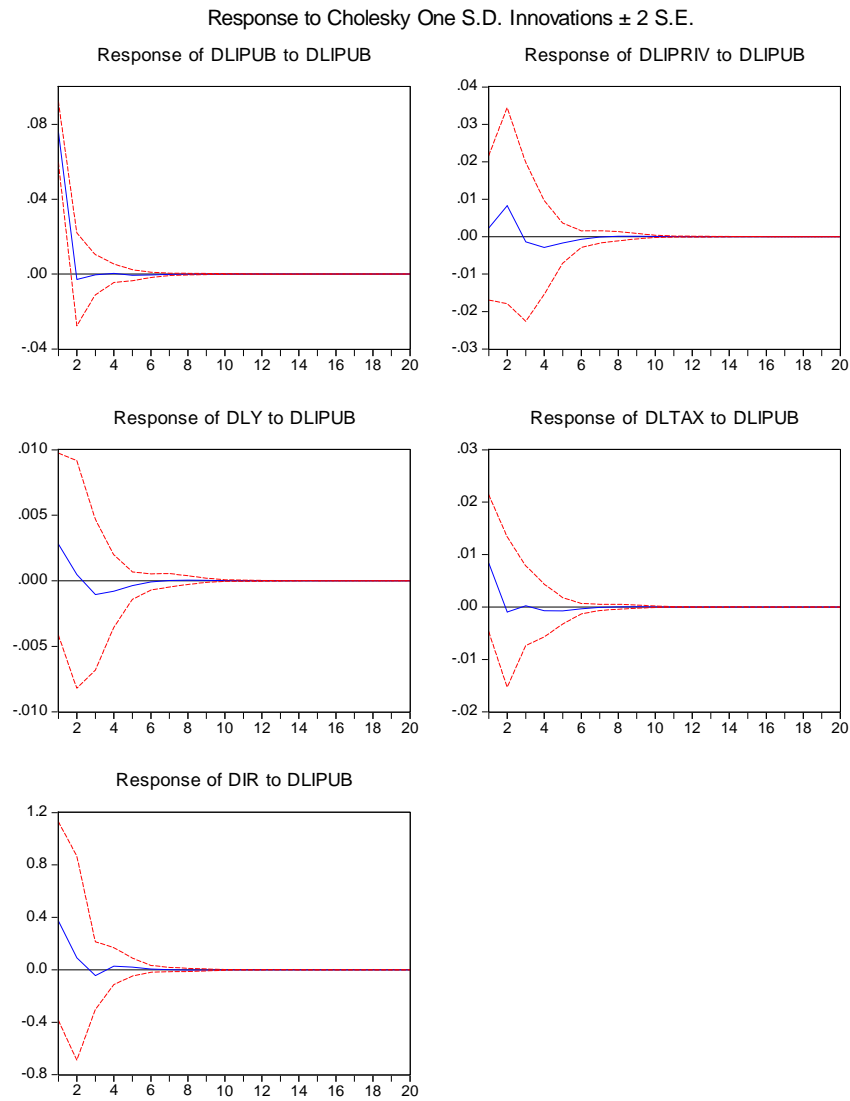 Response to Cholesky One S.D. Innovations ± 2 S.E.
Response of DLIPUB to DLIPUB
.08
.04
.00
-.04
2 4 6 8 10 12 14 16 18 20
Response of DLIPRIV to DLIPUB
.04
.03
.02
.01
.00
-.01
-.02
-.03
2 4 6 8 10 12 14 16 18 20
Response of DLY to DLIPUB
.010
.005
.000
-.005
-.010
2 4 6 8 10 12 14 16 18 20
Response of DLTAX to DLIPUB
.03
.02
.01
.00
-.01
-.02
2 4 6 8 10 12 14 16 18 20
Response of DIR to DLIPUB
1.2
0.8
0.4
0.0
-0.4
-0.8
2 4 6 8 10 12 14 16 18 20